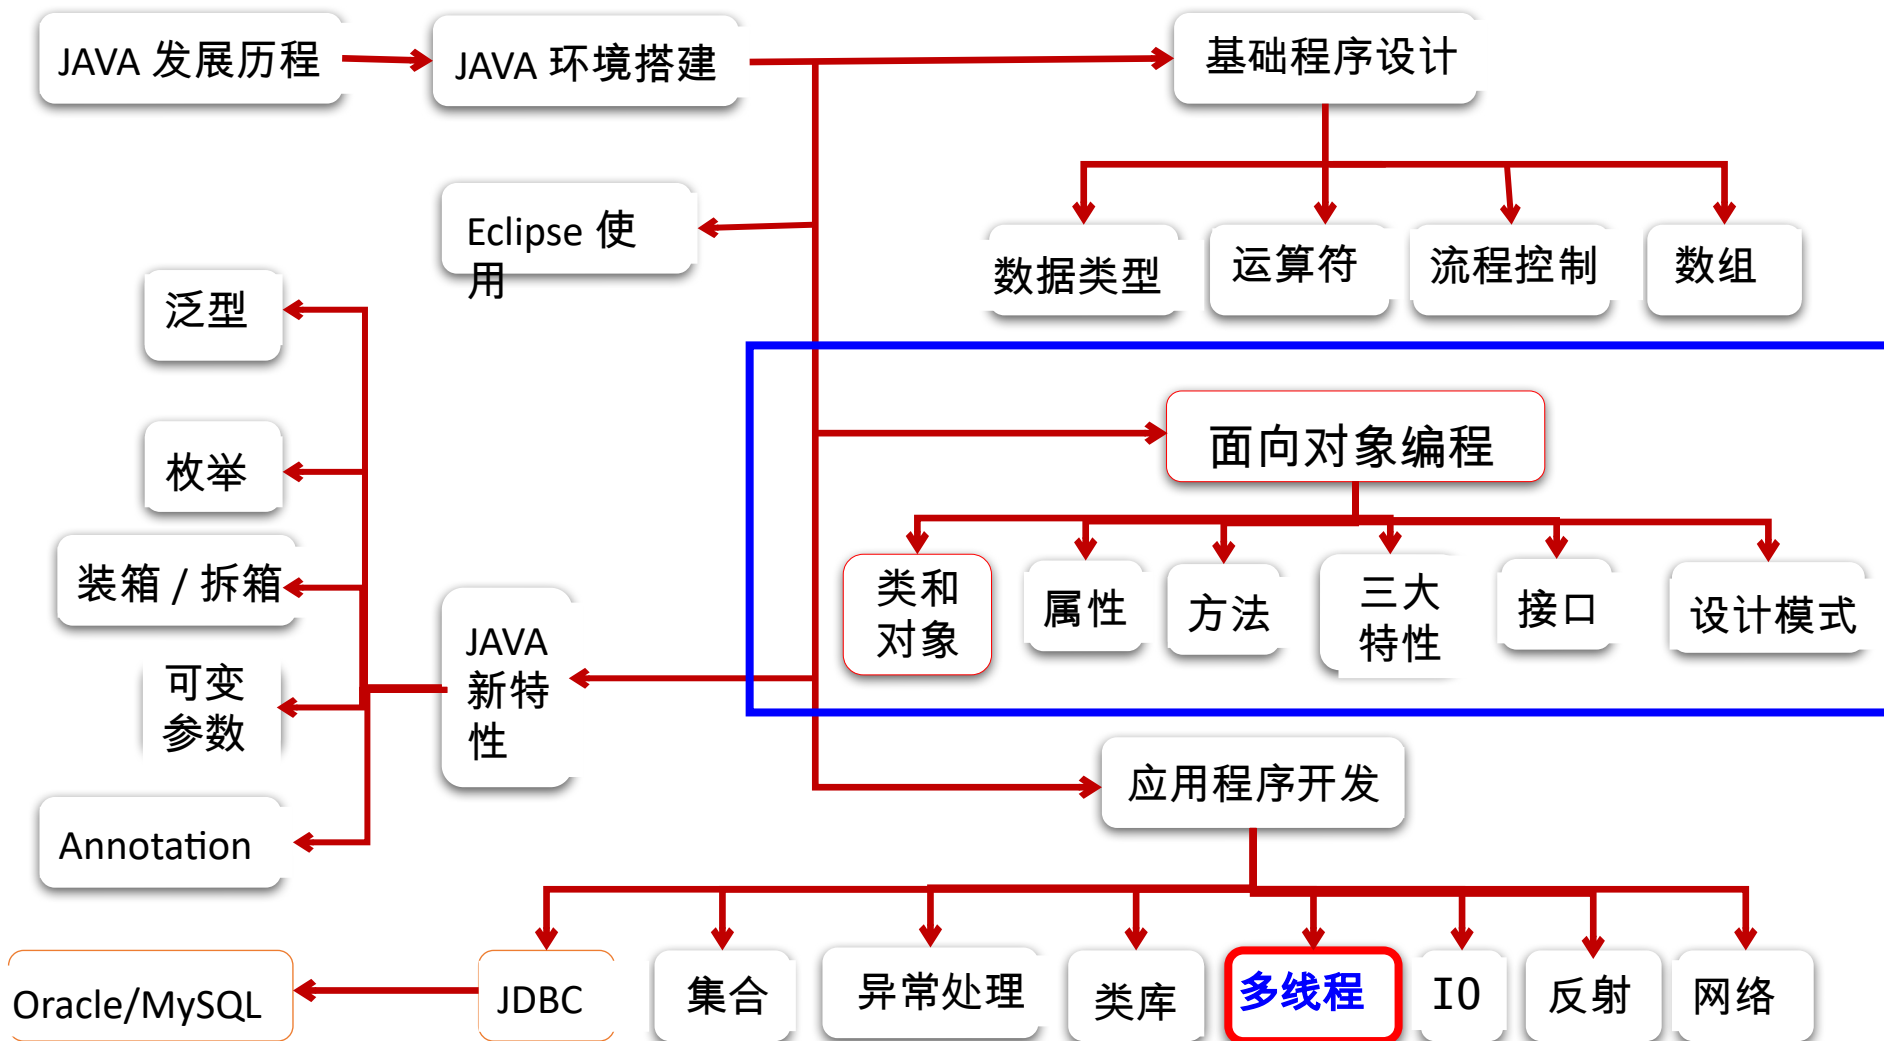 JAVA 发展历程
JAVA 环境搭建
基础程序设计
Eclipse 使
用
数据类型
运算符
流程控制
数组
泛型
枚举
装箱 / 拆箱
可变
参数
Annotation
JAVA
新特
性
面向对象编程
类和
对象
属性
方法
三大
特性
接口
设计模式
应用程序开发
Oracle/MySQL
JDBC
集合
异常处理
类库
多线程
IO
反射
网络